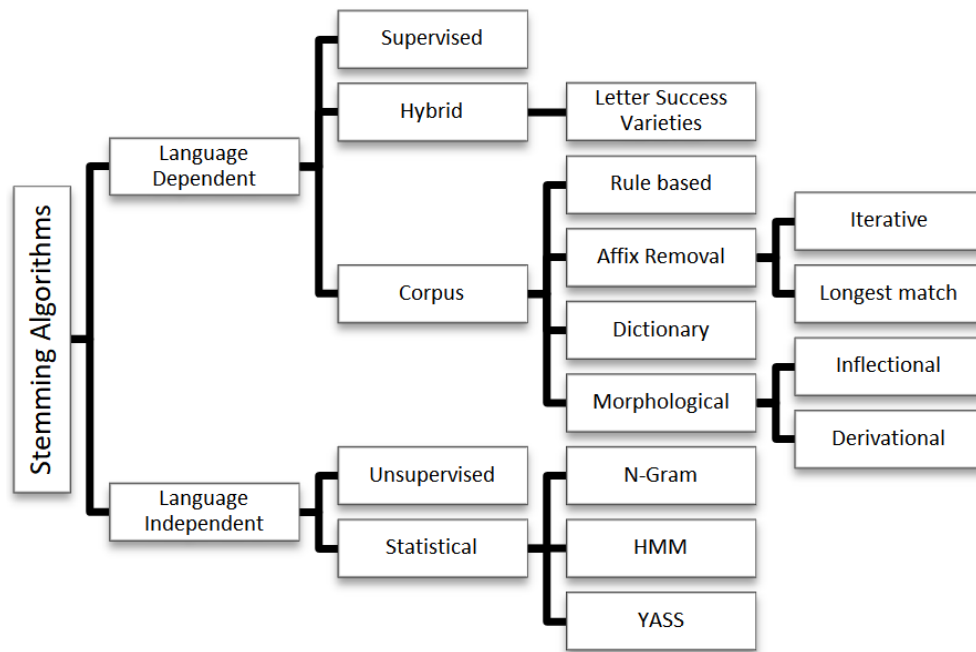 Stemming Algorithms
Language
Dependent
Supervised
Hybrid
Letter Success
Varieties
Corpus
Rule based
Affix Removal
Iterative
Longest match
Dictionary
Morphological
Inflectional
Derivational
Language
Independent
Unsupervised
Statistical
N-Gram
HMM
YASS